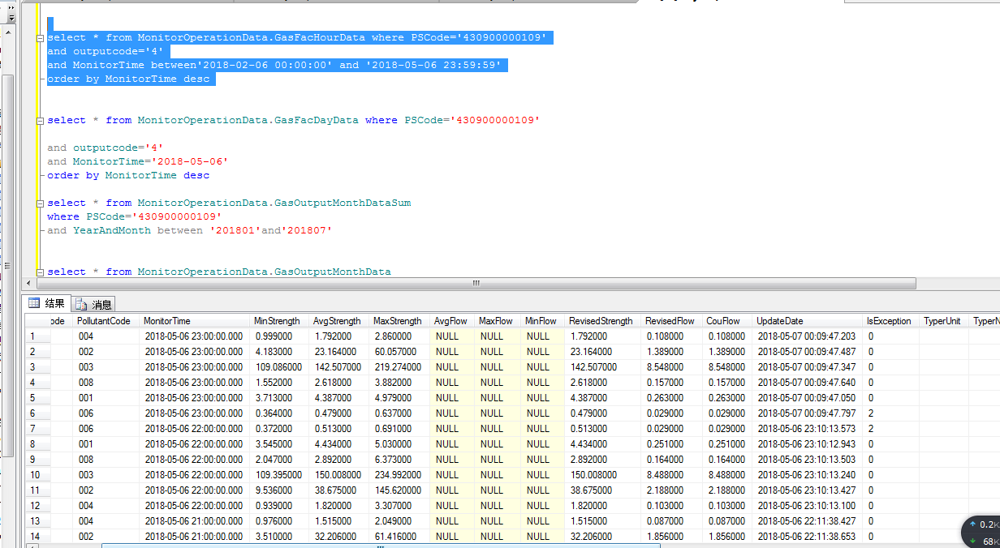 select * from MonitorOperationData.GasFacHourData where PSCode='430900000109'
and outputcode='4'
and MonitorTime between'2018-02-06 00:00:00' and '2018-05-06 23:59:59'
order by MonitorTime desc
select * from MonitorOperationData.GasFacDayData where PSCode='430900000109'
and outputcode='4'
and MonitorTime='2018-05-06'
order by MonitorTime desc
select * from MonitorOperationData.GasOutputMonthDataSum
where PSCode='430900000109'
and YearAndMonth between '201801'and'201807'
select * from MonitorOperationData.GasOutputMonthData
结果 消息
ode PollutantCode MonitorTime MinStrength AvgStrength MaxStrength AvgFlow MaxFlow MinFlow RevisedStrength RevisedFlow CouFlow UpdateDate IsException TyperUnit TyperN
1 004 2018-05-06 23:00:00.000 0.999000 1.792000 2.860000 NULL NULL NULL 1.792000 0.108000 0.108000 2018-05-07 00:09:47.203 0
2 002 2018-05-06 23:00:00.000 4.183000 23.164000 60.057000 NULL NULL NULL 23.164000 1.389000 1.389000 2018-05-07 00:09:47.487 0
3 003 2018-05-06 23:00:00.000 109.086000 142.507000 219.274000 NULL NULL NULL 142.507000 8.548000 8.548000 2018-05-07 00:09:47.347 0
4 008 2018-05-06 23:00:00.000 1.552000 2.618000 3.882000 NULL NULL NULL 2.618000 0.157000 0.157000 2018-05-07 00:09:47.640 0
5 001 2018-05-06 23:00:00.000 3.713000 4.387000 4.979000 NULL NULL NULL 4.387000 0.263000 0.263000 2018-05-07 00:09:47.050 0
6 006 2018-05-06 23:00:00.000 0.364000 0.479000 0.637000 NULL NULL NULL 0.479000 0.029000 0.029000 2018-05-07 00:09:47.797 2
7 006 2018-05-06 22:00:00.000 0.372000 0.513000 0.691000 NULL NULL NULL 0.513000 0.029000 0.029000 2018-05-06 23:10:13.573 2
8 001 2018-05-06 22:00:00.000 3.545000 4.434000 5.030000 NULL NULL NULL 4.434000 0.251000 0.251000 2018-05-06 23:10:12.943 0
9 008 2018-05-06 22:00:00.000 2.047000 2.892000 6.373000 NULL NULL NULL 2.892000 0.164000 0.164000 2018-05-06 23:10:13.503 0
10 003 2018-05-06 22:00:00.000 109.395000 150.008000 234.992000 NULL NULL NULL 150.008000 8.488000 8.488000 2018-05-06 23:10:13.240 0
11 002 2018-05-06 22:00:00.000 9.536000 38.675000 145.620000 NULL NULL NULL 38.675000 2.188000 2.188000 2018-05-06 23:10:13.427 0
12 004 2018-05-06 22:00:00.000 0.939000 1.820000 3.307000 NULL NULL NULL 1.820000 0.103000 0.103000 2018-05-06 23:10:13.100 0
13 004 2018-05-06 21:00:00.000 0.976000 1.515000 2.049000 NULL NULL NULL 1.515000 0.087000 0.087000 2018-05-06 22:11:38.427 0
14 002 2018-05-06 21:00:00.000 3.510000 32.206000 61.416000 NULL NULL NULL 32.206000 1.856000 1.856000 2018-05-06 22:11:38.653 0
0.2K
68K